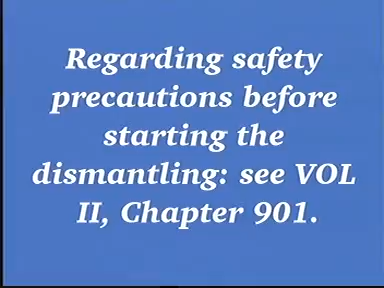 Regarding safety
precautions before
starting the
dismantling: see VOL
II, Chapter 901.